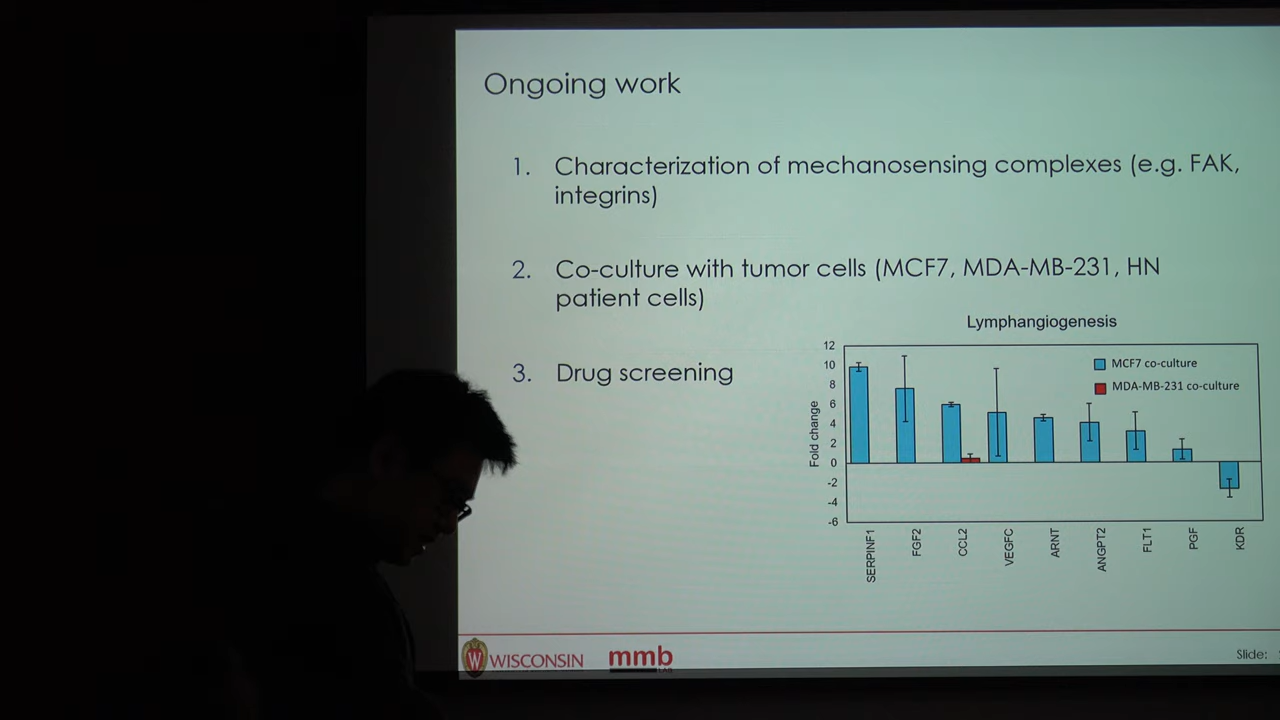 Ongoing work
1. Characterization of mechanosensing complexes (e.g. FAK,
integrins)
2. Co-culture with tumor cells (MCF7, MDA-MB-231, HN
patient cells)
3. Drug screening
Lymphangiogenesis
Fold change
12
10
8
6
4
2
0
-2
-4
-6
MCF7 co-culture
MDA-MB-231 co-culture
SERPINF1
FGF2
CCL2
VEGFC
ARNT
ANGPT2
FLT1
PGF
KDR
WISCONSIN
mmb
Slide: